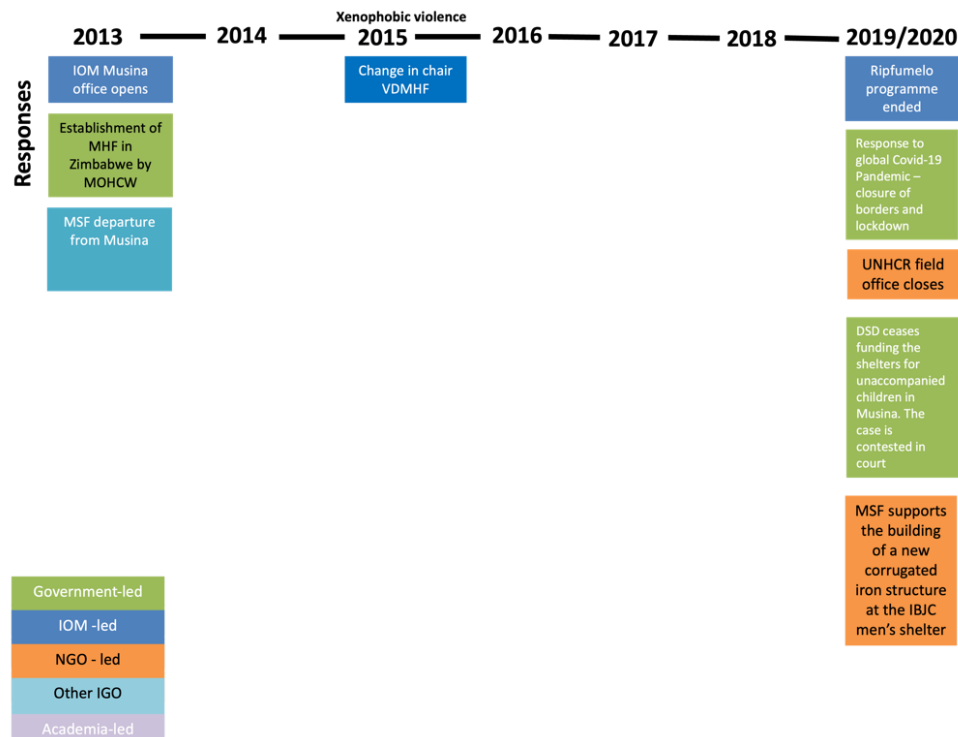 Xenophobic violence
2013
2014
2015
2016
2017
2018
2019/2020
Responses
IOM Musina
office opens
Establishment of
MHF in
Zimbabwe by
MOHCW
MSF departure
from Musina
Change in chair
VDMHF
Ripfumelo
programme
ended
Response to
global Covid-19
Pandemic –
closure of
borders and
lockdown
UNHCR field
office closes
DSD ceases
funding the
shelters for
unaccompanied
children in
Musina. The
case is
contested in
court
MSF supports
the building
of a new
corrugated
iron structure
at the IBJC
men’s shelter
Government-led
IOM -led
NGO - led
Other IGO
Academia-led